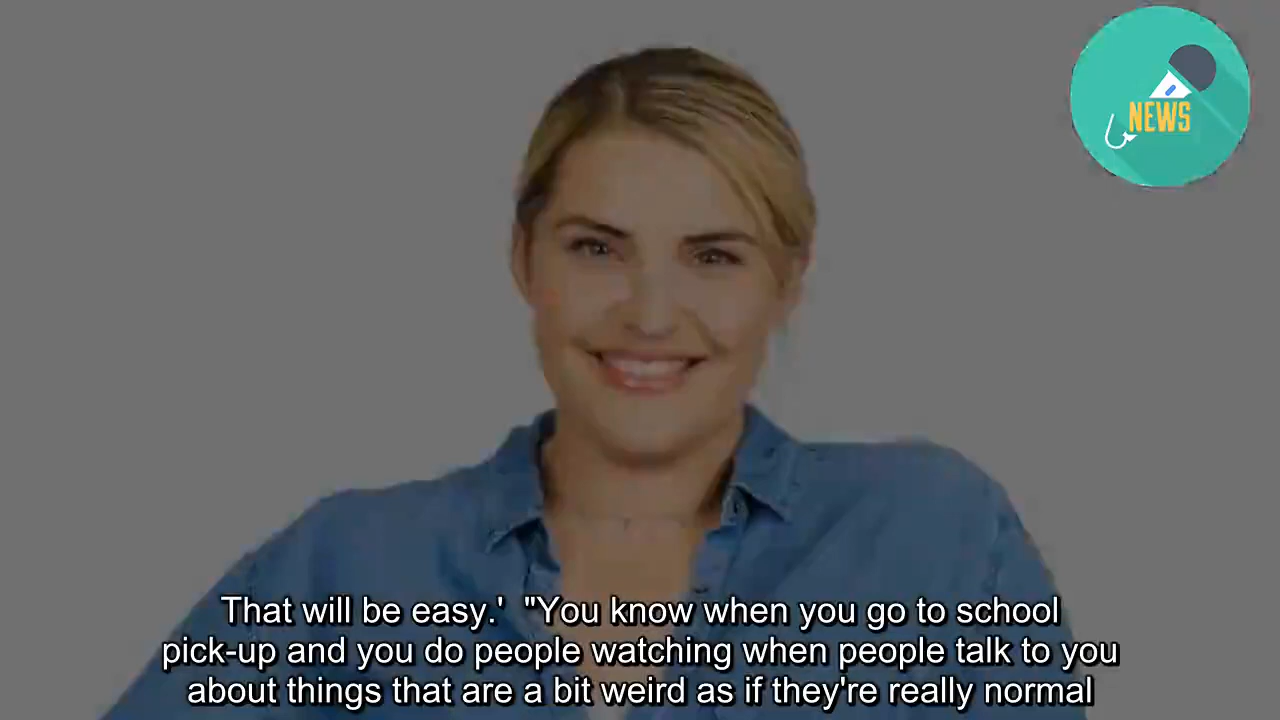 NEWS
That will be easy.'  "You know when you go to school
pick-up and you do people watching when people talk to you
about things that are a bit weird as if they're really normal